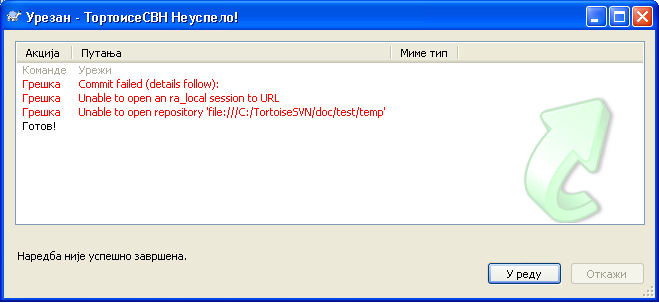 Урезан - ТортоисеСВН Неуспело!
Акција Путања Миме тип
Команде Урежи
Грешка Commit failed (details follow):
Грешка Unable to open an ra_local session to URL
Грешка Unable to open repository 'file:///C:/TortoiseSVN/doc/test/temp'
Готов!
Наредба није успешно завршена.
У реду Откажи